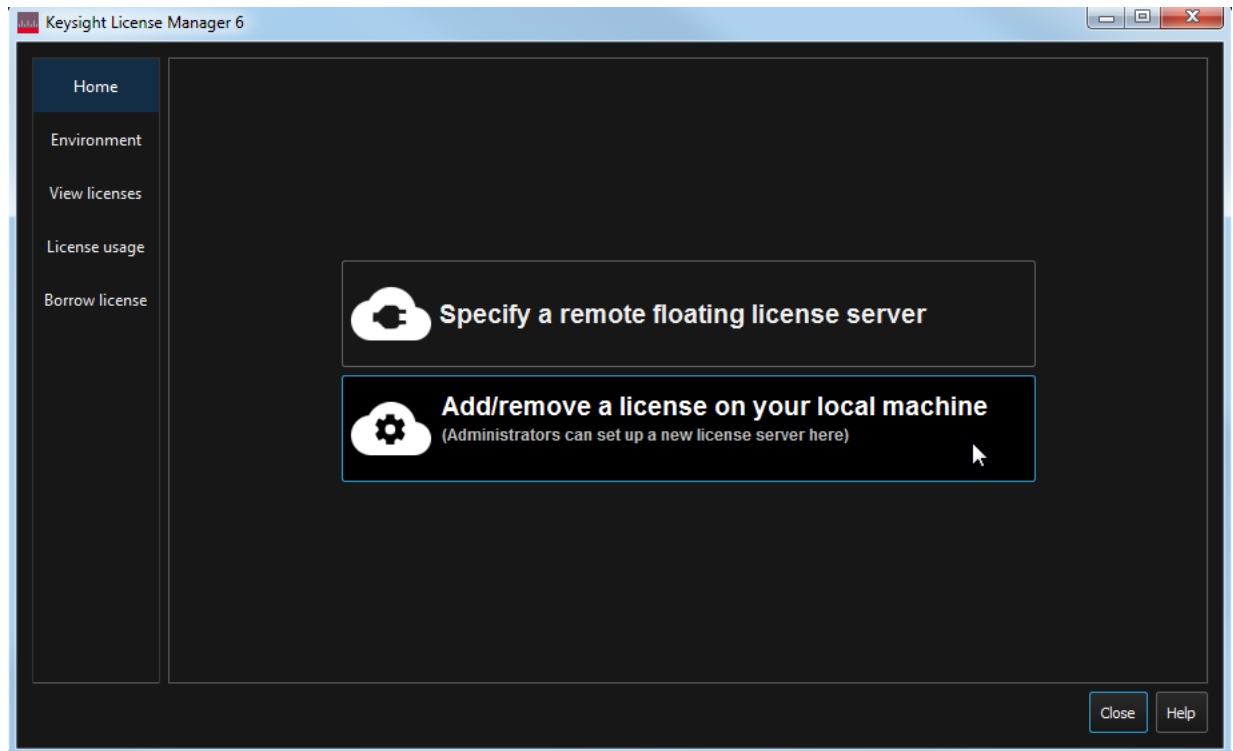 Keysight License Manager 6
Home
Environment
View licenses
License usage
Borrow license
Specify a remote floating license server
Add/remove a license on your local machine
(Administrators can set up a new license server here)
Close
Help